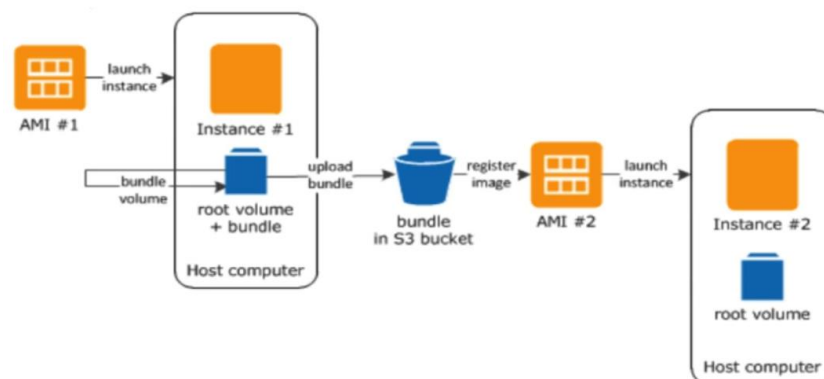 launch
instance
AMI #1
Instance #1
bundle
volume
root volume
+ bundle
Host computer
upload
bundle
bundle
in S3 bucket
register
image
AMI #2
launch
instance
Instance #2
root volume
Host computer